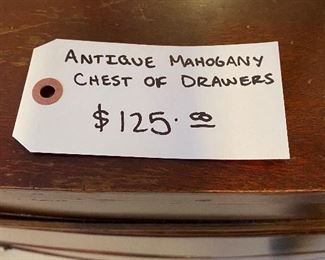 ANTIQUE MAHOGANY
CHEST OF DRAWERS
$125.00